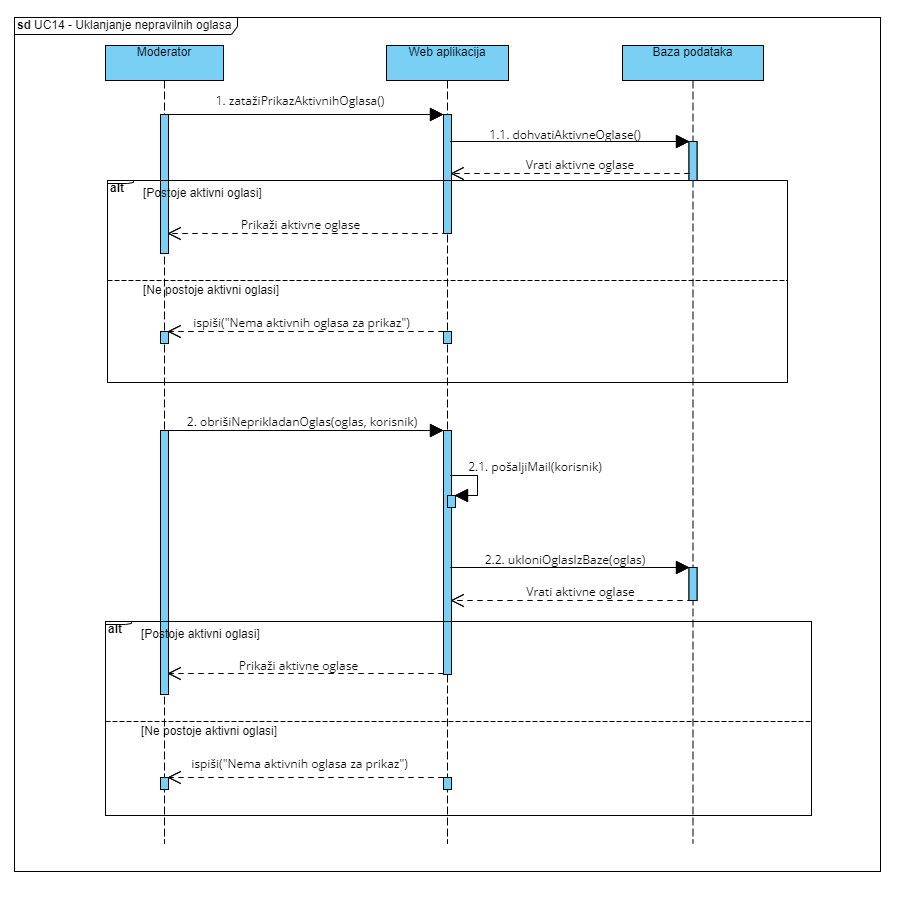 sd UC14 - Uklanjanje nepravilnih oglasa
Moderator
Web aplikacija
Baza podataka
1. zatažiPrikazAktivnihOglasa()
1.1. dohvatiAktivneOglase()
Vrati aktivne oglase
alt
[Postoje aktivni oglasi]
Prikaži aktivne oglase
[Ne postoje aktivni oglasi]
ispiši("Nema aktivnih oglasa za prikaz")
2. obrišiNeprikladanOglas(oglas, korisnik)
2.1. pošaljiMail(korisnik)
2.2. ukloniOglasIzBaze(oglas)
Vrati aktivne oglase
alt
[Postoje aktivni oglasi]
Prikaži aktivne oglase
[Ne postoje aktivni oglasi]
ispiši("Nema aktivnih oglasa za prikaz")